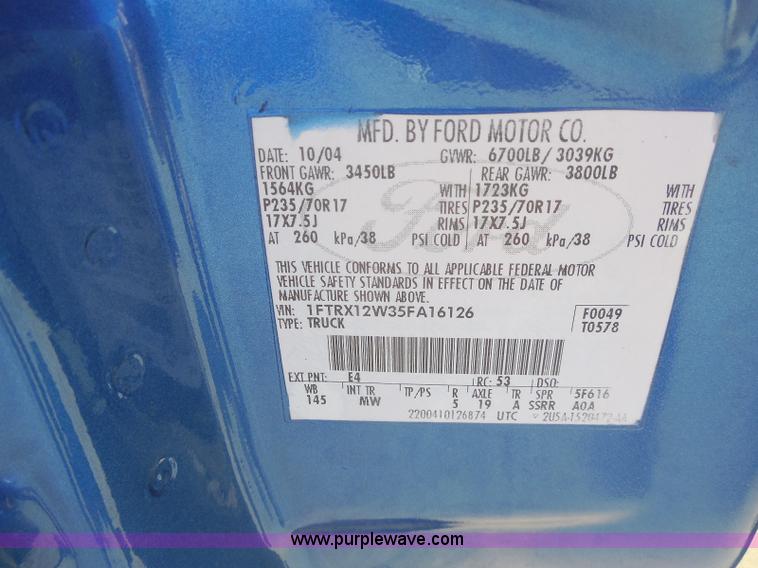 MFD. BY FORD MOTOR CO.
DATE: 10/04 GVWR: 6700LB/ 3039KG
FRONT GAWR: 3450LB REAR GAWR: 3800LB
1564KG WITH 1723KG WITH
P235/70R17 TIRES P235/70R17 TIRES
17X7.5J RIMS 17X7.5J RIMS
AT 260 kPa/38 PSI COLD AT 260 kPa/38 PSI COLD
Ford
THIS VEHICLE CONFORMS TO ALL APPLICABLE FEDERAL MOTOR
VEHICLE SAFETY STANDARDS IN EFFECT ON THE DATE OF
MANUFACTURE SHOWN ABOVE.
VIN: 1FTRX12W35FA16126 F0049
TYPE: TRUCK T0578
EXT PNT: E4 RC: 53 DSO:
WB INT TR TP/PS R AXLE TR SPR 5F616
145 MW 5 19 A SSRR AOA
2200410126874 UTC 2U5A-1520472-AA
www.purplewave.com